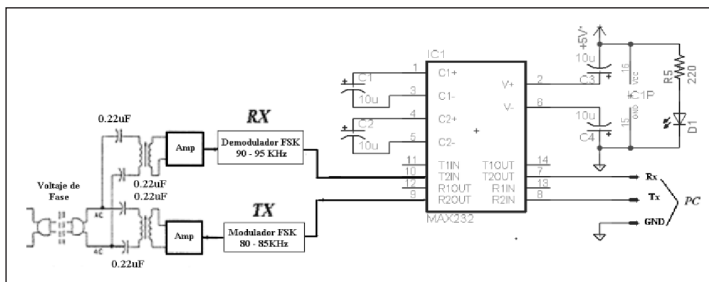 IC1
+5V
C1
10u
C2
10u
1
3
4
5
C1+
C1-
C2+
C2-
V+
V-
+
2
6
10u
C3
10u
C4
16
VCC
IC1P
15
GND
R5
220
D1
0.22uF
RX
Amp
Demodulador FSK
90 - 95 KHz
0.22uF
Voltaje de
Fase
AC
AC
0.22uF
TX
Amp
Modulador FSK
80 - 85KHz
0.22uF
11
10
12
9
T1IN
T2IN
R1OUT
R2OUT
T1OUT
T2OUT
R1IN
R2IN
14
7
13
8
MAX232
Rx
Tx
GND
PC